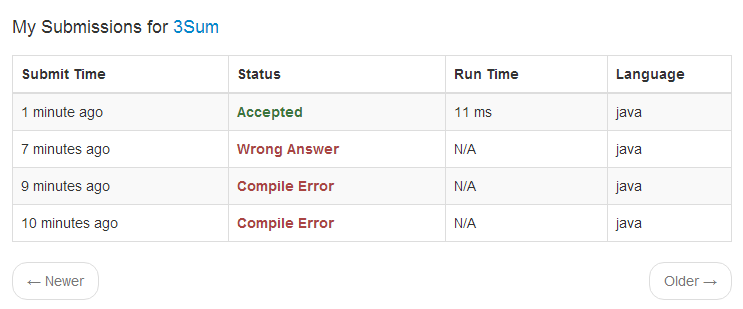 My Submissions for 3Sum
Submit Time Status Run Time Language
1 minute ago Accepted 11 ms java
7 minutes ago Wrong Answer N/A java
9 minutes ago Compile Error N/A java
10 minutes ago Compile Error N/A java
← Newer Older →